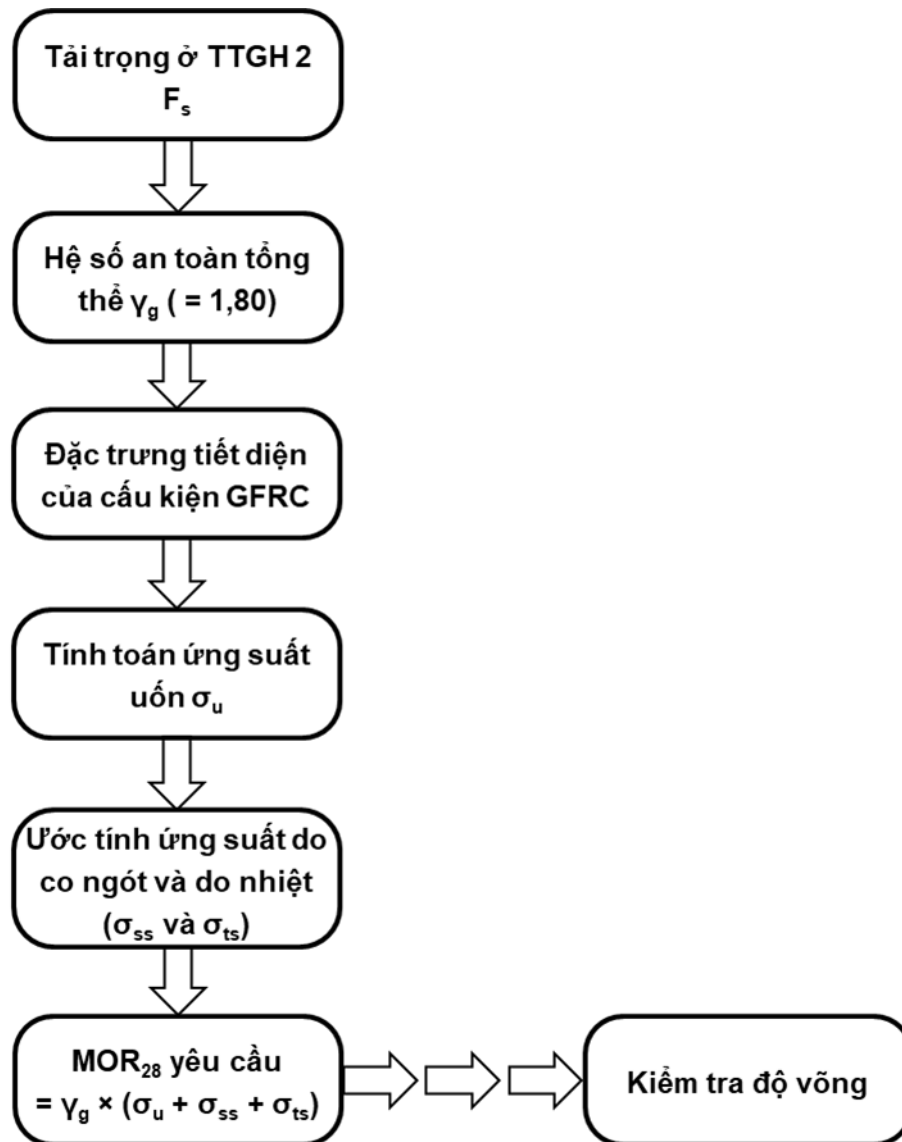 Tải trọng ở TTGH 2
Fₛ
Hệ số an toàn tổng
thể γg ( = 1,80)
Đặc trưng tiết diện
của cấu kiện GFRC
Tính toán ứng suất
uốn σᵤ
Ước tính ứng suất do
co ngót và do nhiệt
(σₛₛ và σₜₛ)
MOR₂₈ yêu cầu
= γg × (σᵤ + σₛₛ + σₜₛ)
Kiểm tra độ võng